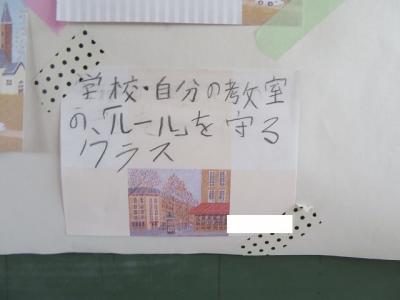 学校・自分の教室
の、「ルール」を守る
クラス